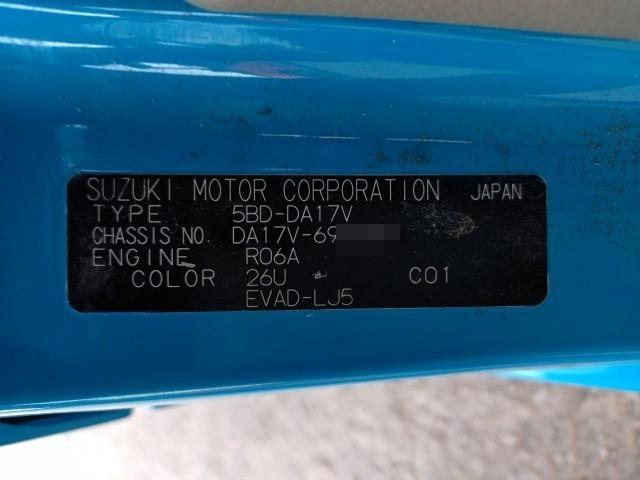 SUZUKI MOTOR CORPORATION JAPAN
TYPE 5BD-DA17V
CHASSIS NO. DA17V-69
ENGINE R06A
COLOR 26U C01
EVAD-LJ5